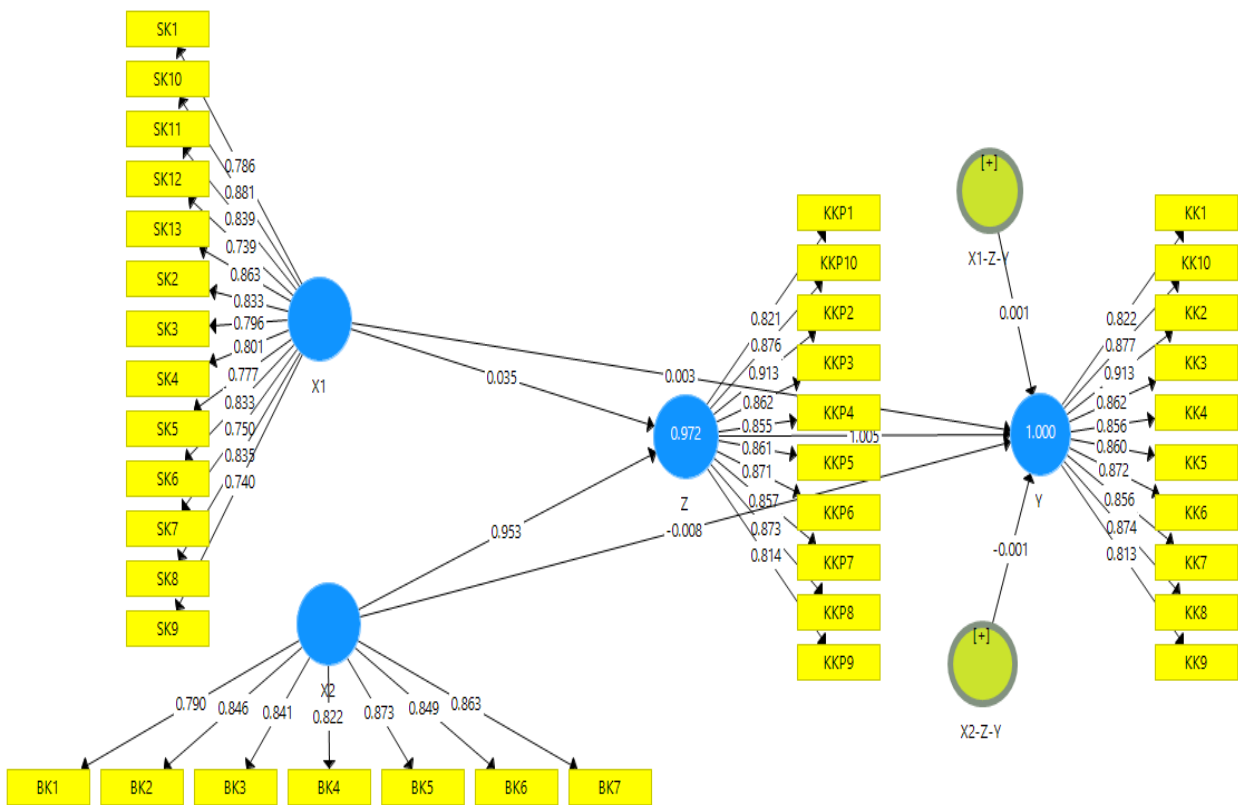 SK1
SK10
SK11
SK12
SK13
SK2
SK3
SK4
SK5
SK6
SK7
SK8
SK9
0.786
0.881
0.839
0.739
0.863
0.833
0.796
0.801
0.777
0.833
0.750
0.835
0.740
X1
0.035
0.003
0.953
-0.008
1.005
X2
0.790
0.846
0.841
0.822
0.873
0.849
0.863
BK1
BK2
BK3
BK4
BK5
BK6
BK7
0.972
Z
0.821
0.876
0.913
0.862
0.855
0.861
0.871
0.857
0.873
0.814
KKP1
KKP10
KKP2
KKP3
KKP4
KKP5
KKP6
KKP7
KKP8
KKP9
[+]
X1-Z-Y
0.001
1.000
Y
-0.001
[+]
X2-Z-Y
0.822
0.877
0.913
0.862
0.856
0.860
0.872
0.856
0.874
0.813
KK1
KK10
KK2
KK3
KK4
KK5
KK6
KK7
KK8
KK9